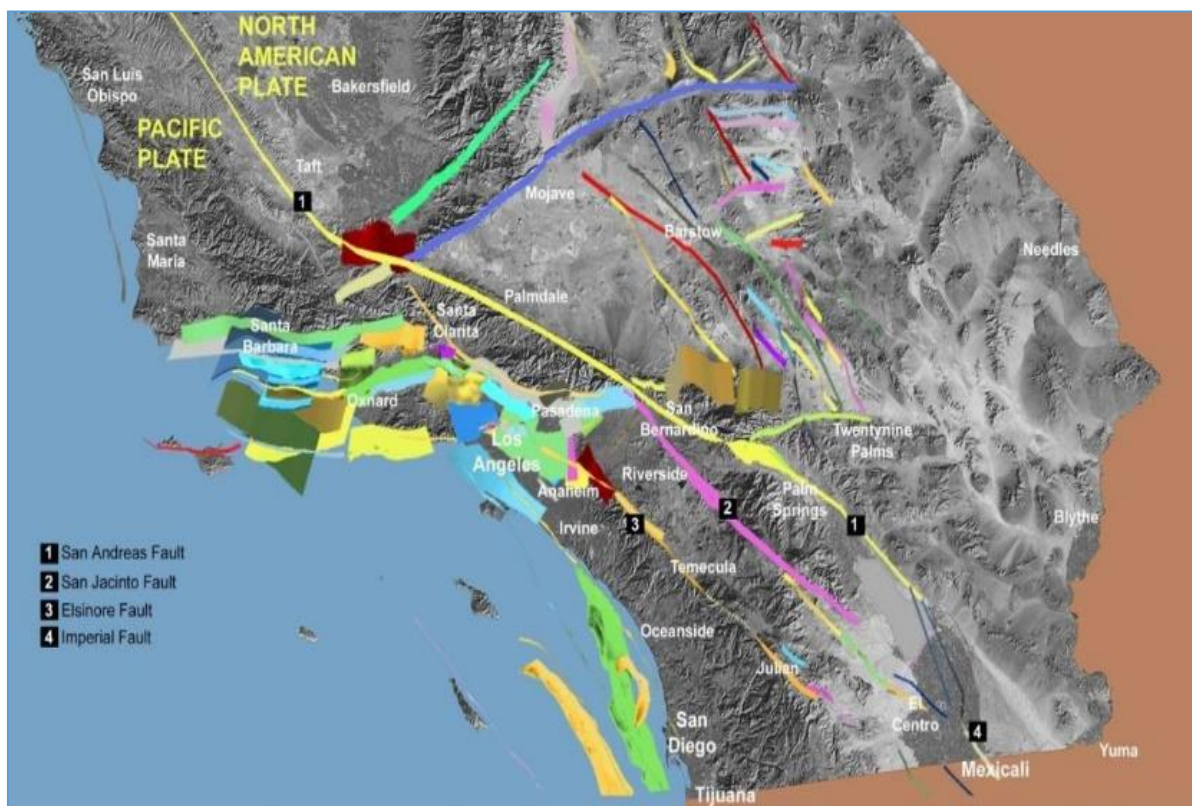 NORTH
AMERICAN
PLATE
San Luis
Obispo
Bakersfield
PACIFIC
PLATE
Taft
1
Mojave
Santa
Maria
Barstow
Needles
Palmdale
Santa
Clarita
Santa
Barbara
Oxnard
Pasadena
San
Bernardino
Twentynine
Palms
Los
Angeles
Riverside
Anaheim
Palm
Springs
2
1
3
Irvine
Blythe
Temecula
1 San Andreas Fault
2 San Jacinto Fault
3 Elsinore Fault
4 Imperial Fault
Oceanside
Julian
El
Centro
San
Diego
4
Yuma
Mexicali
Tijuana